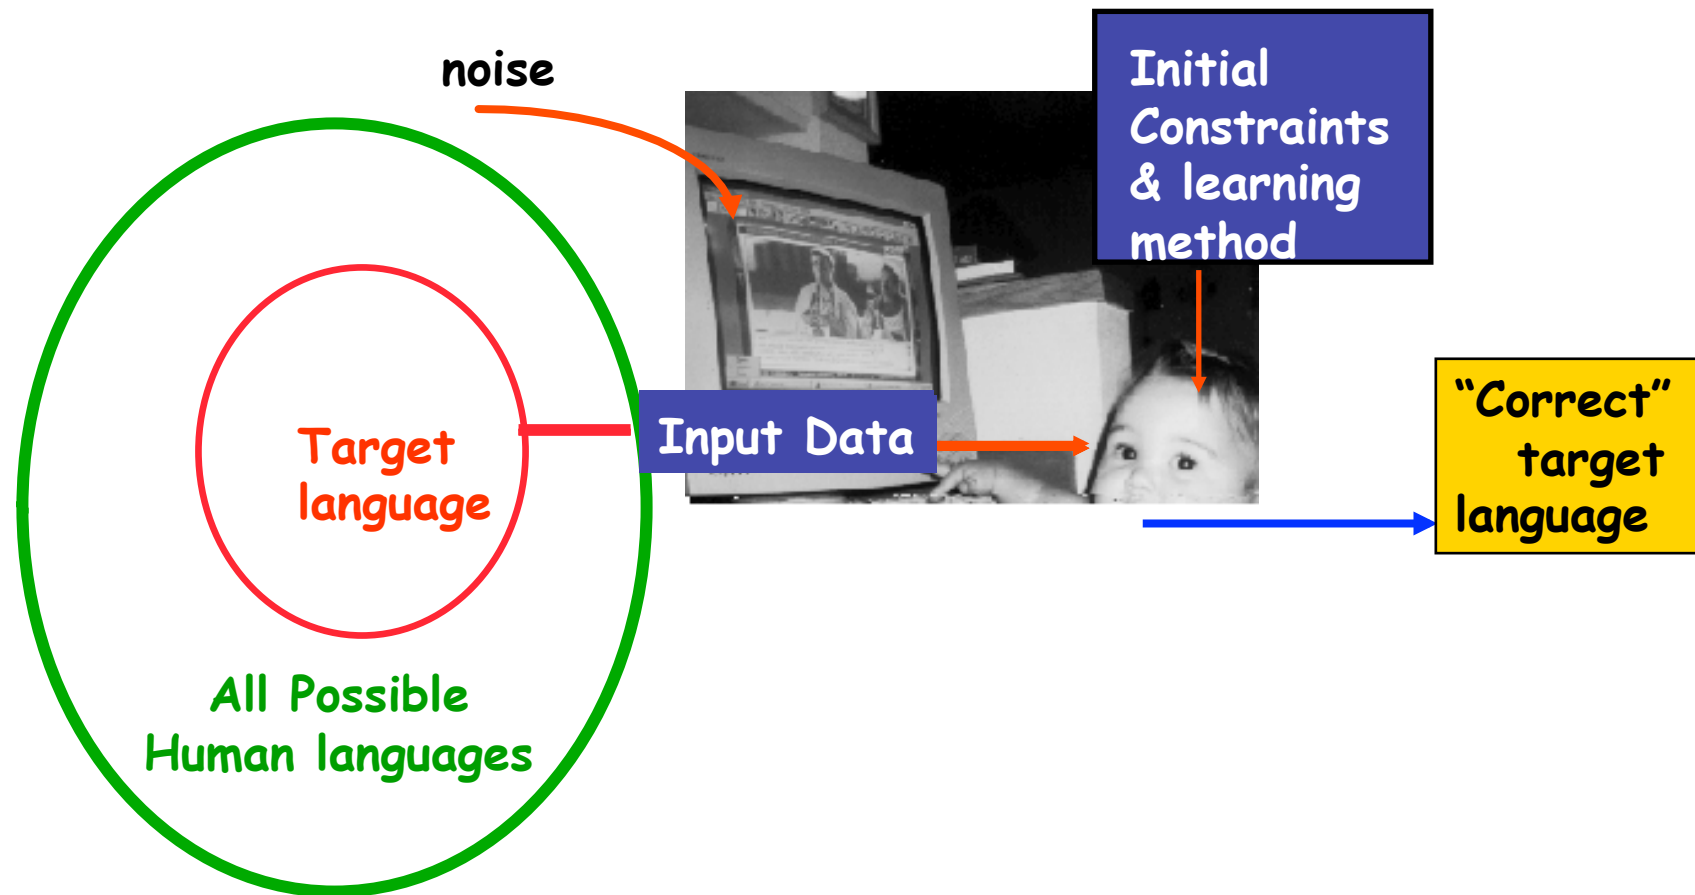 noise
Initial
Constraints
& learning
method
Target
language
Input Data
“Correct”
target
language
All Possible
Human languages